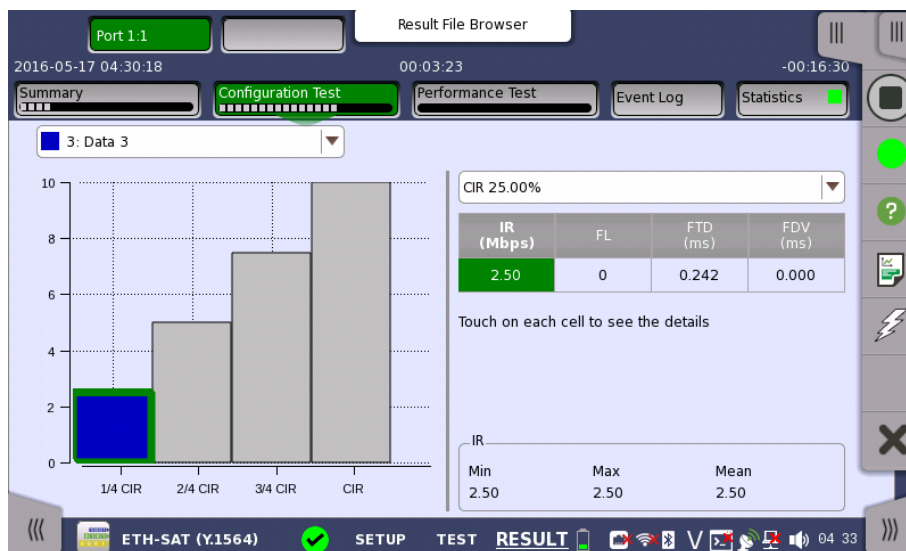 Result File Browser
Port 1:1
2016-05-17 04:30:18 00:03:23 -00:16:30
Summary Configuration Test Performance Test Event Log Statistics
3: Data 3
CIR 25.00%
IR (Mbps) FL FTD (ms) FDV (ms)
2.50 0 0.242 0.000
Touch on each cell to see the details
10
8
6
4
2
0
1/4 CIR 2/4 CIR 3/4 CIR CIR
IR
Min Max Mean
2.50 2.50 2.50
ETH-SAT (Y.1564) SETUP TEST RESULT V 04 33